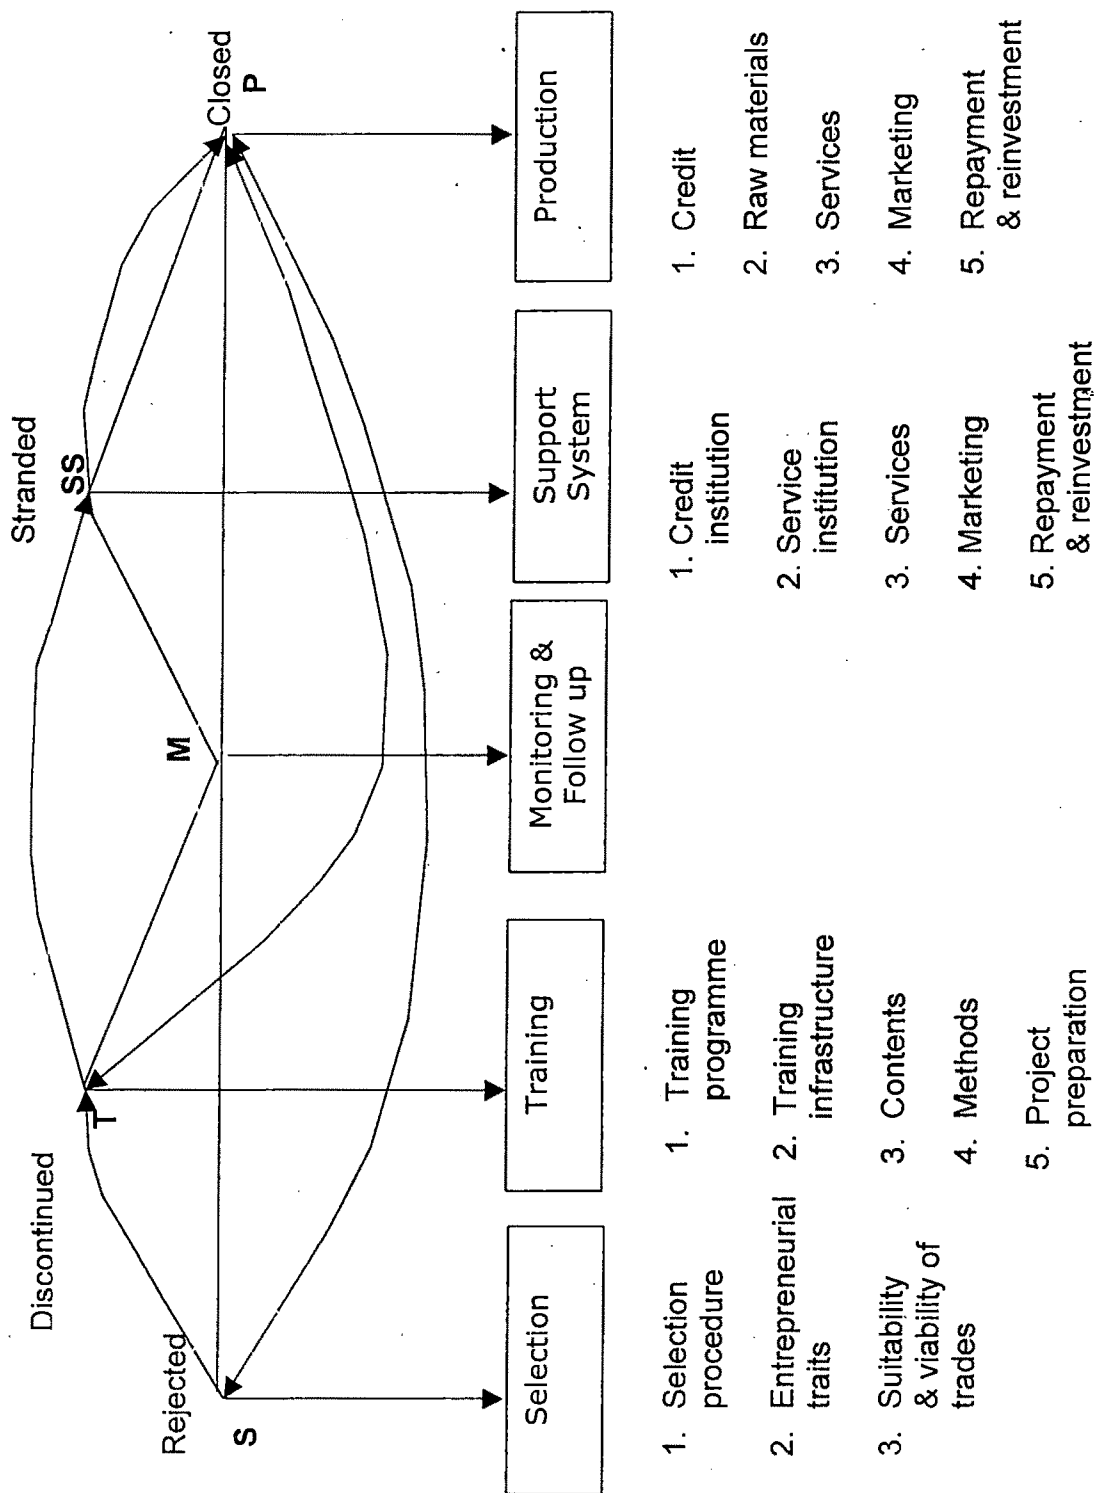 Discontinued
Stranded
Rejected
T
SS
Closed
S
M
P
Selection
Training
Monitoring &
Follow up
Support
System
Production
1. Selection
procedure
2. Entrepreneurial
traits
3. Suitability
& viability of
trades
1. Training
programme
2. Training
infrastructure
3. Contents
4. Methods
5. Project
preparation
1. Credit
institution
2. Service
institution
3. Services
4. Marketing
5. Repayment
& reinvestment
1. Credit
2. Raw materials
3. Services
4. Marketing
5. Repayment
& reinvestment